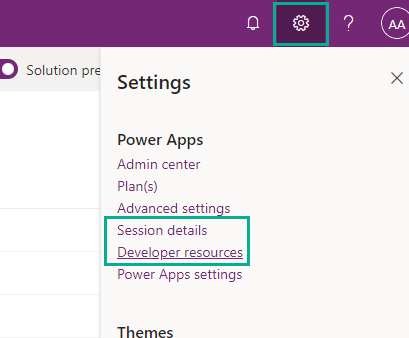 AA
Solution pre
Settings
Power Apps
Admin center
Plan(s)
Advanced settings
Session details
Developer resources
Power Apps settings
Themes